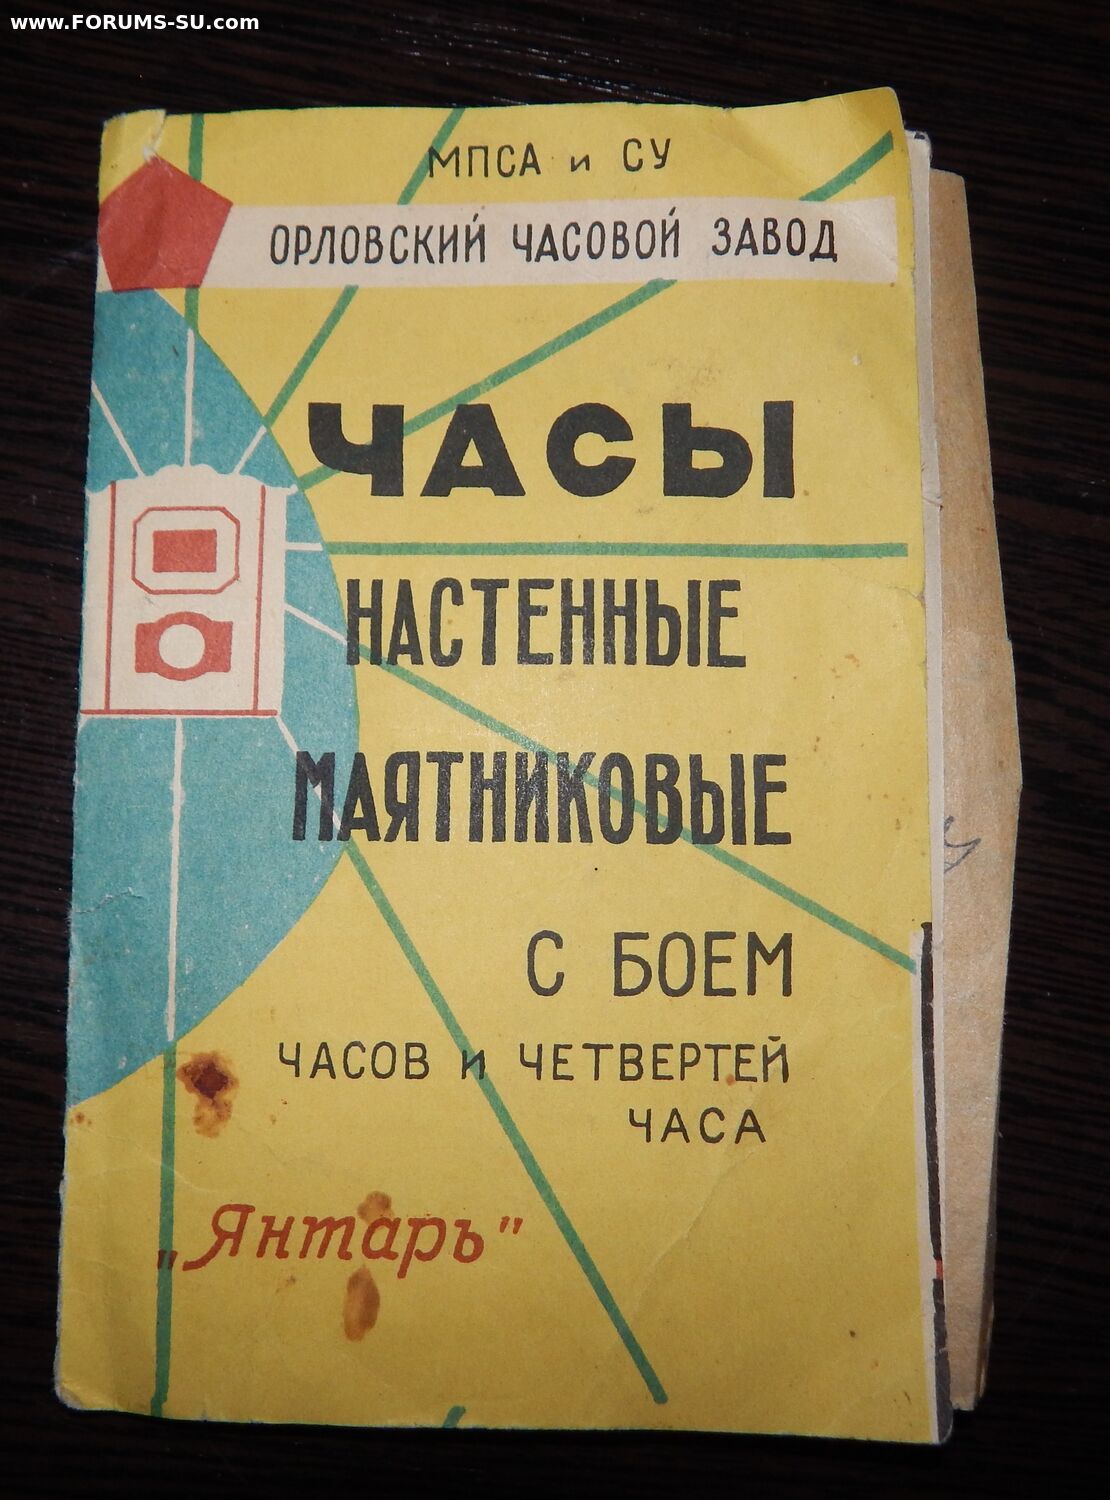 www.FORUMS-SU.com
МПСА и СУ
ОРЛОВСКИЙ ЧАСОВОЙ ЗАВОД
ЧАСЫ
НАСТЕННЫЕ
МАЯТНИКОВЫЕ
С БОЕМ
ЧАСОВ И ЧЕТВЕРТЕЙ
ЧАСА
„Янтарь"